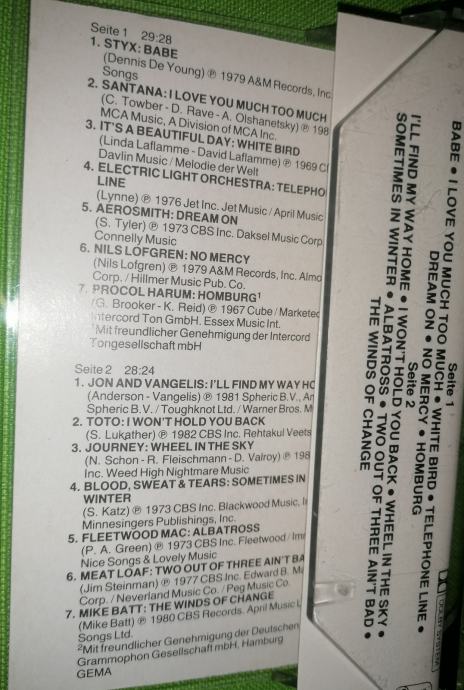 Seite 1 29:28
1. STYX: BABE
(Dennis De Young) ℗ 1979 A&M Records, Inc.
Songs
2. SANTANA: I LOVE YOU MUCH TOO MUCH
(C. Towber - D. Rave - A. Olshanetsky) ℗ 198
MCA Music, A Division of MCA Inc.
3. IT'S A BEAUTIFUL DAY: WHITE BIRD
(Linda Laflamme - David Laflamme) ℗ 1969 C
Davlin Music / Melodie der Welt
4. ELECTRIC LIGHT ORCHESTRA: TELEPHO
LINE
(Lynne) ℗ 1976 Jet Inc. Jet Music / April Music
5. AEROSMITH: DREAM ON
(S. Tyler) ℗ 1973 CBS Inc. Daksel Music Corp
Connelly Music
6. NILS LOFGREN: NO MERCY
(Nils Lofgren) ℗ 1979 A&M Records, Inc. Almo
Corp. / Hillmer Music Pub. Co.
7. PROCOL HARUM: HOMBURG¹
(G. Brooker - K. Reid) ℗ 1967 Cube / Marketed
Intercord Ton GmbH. Essex Music Int.
¹Mit freundlicher Genehmigung der Intercord
Tongesellschaft mbH
Seite 2 28:24
1. JON AND VANGELIS: I'LL FIND MY WAY HO
(Anderson - Vangelis) ℗ 1981 Spheric B.V., Ar
Spheric B.V. / Toughknot Ltd. / Warner Bros. M
2. TOTO: I WON'T HOLD YOU BACK
(S. Lukather) ℗ 1982 CBS Inc. Rehtakul Veets
3. JOURNEY: WHEEL IN THE SKY
(N. Schon - R. Fleischmann - D. Valroy) ℗ 198
Inc. Weed High Nightmare Music
4. BLOOD, SWEAT & TEARS: SOMETIMES IN
WINTER
(S. Katz) ℗ 1973 CBS Inc. Blackwood Music, I
Minnesingers Publishings, Inc.
5. FLEETWOOD MAC: ALBATROSS
(P. A. Green) ℗ 1973 CBS Inc. Fleetwood / Im
Nice Songs & Lovely Music
6. MEAT LOAF: TWO OUT OF THREE AIN'T BA
(Jim Steinman) ℗ 1977 CBS Inc. Edward B. Ma
Corp. / Neverland Music Co. / Peg Music Co.
7. MIKE BATT: THE WINDS OF CHANGE
(Mike Batt) ℗ 1980 CBS Records. April Music L
Songs Ltd.
²Mit freundlicher Genehmigung der Deutschen
Grammophon Gesellschaft mbH, Hamburg
GEMA
Seite 1
BABE • I LOVE YOU MUCH TOO MUCH • WHITE BIRD • TELEPHONE LINE •
DREAM ON • NO MERCY • HOMBURG
Seite 2
I'LL FIND MY WAY HOME • I WON'T HOLD YOU BACK • WHEEL IN THE SKY •
SOMETIMES IN WINTER • ALBATROSS • TWO OUT OF THREE AIN'T BAD •
THE WINDS OF CHANGE
DOLBY SYSTEM